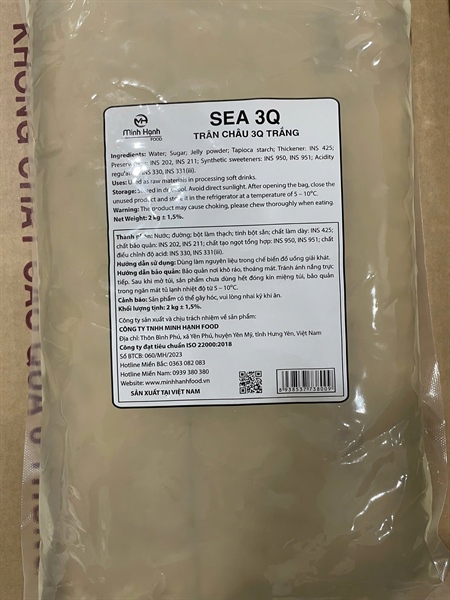 MH
Minh Hạnh
FOOD
SEA 3Q
TRÂN CHÂU 3Q TRẮNG
Ingredients: Water; Sugar; Jelly powder; Tapioca starch; Thickener: INS 425;
Preservatives: INS 202, INS 211; Synthetic sweeteners: INS 950, INS 951; Acidity
INS 330, INS 331(iii).
Uses: Used as raw materials in processing soft drinks.
Storage: Stored in dry, cool. Avoid direct sunlight. After opening the bag, close the
unused product and store it in the refrigerator at a temperature of 5 – 10°C.
Warning: The product may cause choking, please chew thoroughly when eating.
Net Weight: 2 kg ± 1,5%.
Thành phần: Nước; đường; bột làm thạch; tinh bột sắn; chất làm dày: INS 425;
chất bảo quản: INS 202, INS 211; chất tạo ngọt tổng hợp: INS 950, INS 951; chất
điều chỉnh độ acid: INS 330, INS 331(iii).
Hướng dẫn sử dụng: Dùng làm nguyên liệu trong chế biến đồ uống giải khát.
Hướng dẫn bảo quản: Bảo quản nơi khô ráo, thoáng mát. Tránh ánh nắng trực
tiếp. Sau khi mở túi, sản phẩm chưa dùng hết đóng kín miệng túi, bảo quản
trong ngăn mát tủ lạnh nhiệt độ từ 5 – 10°C.
Cảnh báo: Sản phẩm có thể gây hóc, vui lòng nhai kỹ khi ăn.
Khối lượng tịnh: 2 kg ± 1,5%.
Công ty sản xuất và chịu trách nhiệm về sản phẩm:
CÔNG TY TNHH MINH HẠNH FOOD
Địa chỉ: Thôn Bình Phú, xã Yên Phú, huyện Yên Mỹ, tỉnh Hưng Yên, Việt Nam
Công ty đạt tiêu chuẩn ISO 22000:2018
Số BTCB: 060/MH/2023
Hotline Miền Bắc: 0363 082 083
Hotline Miền Nam: 0939 380 380
Website: www.minhhanhfood.vn
SẢN XUẤT TẠI VIỆT NAM
8 938537 738009
KHÔNG CHẤT CAO QUÁ